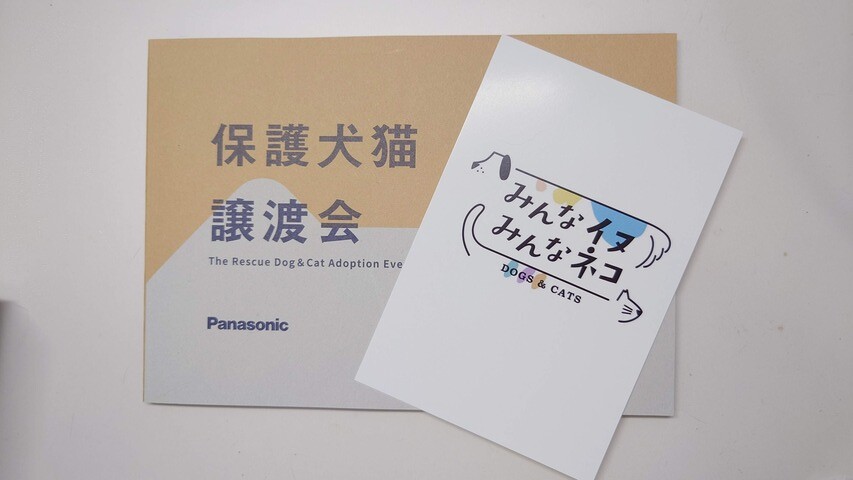 保護犬猫
譲渡会
The Rescue Dog & Cat Adoption Eve
Panasonic
みんなイヌ
みんな・ネコ
DOGS & CATS